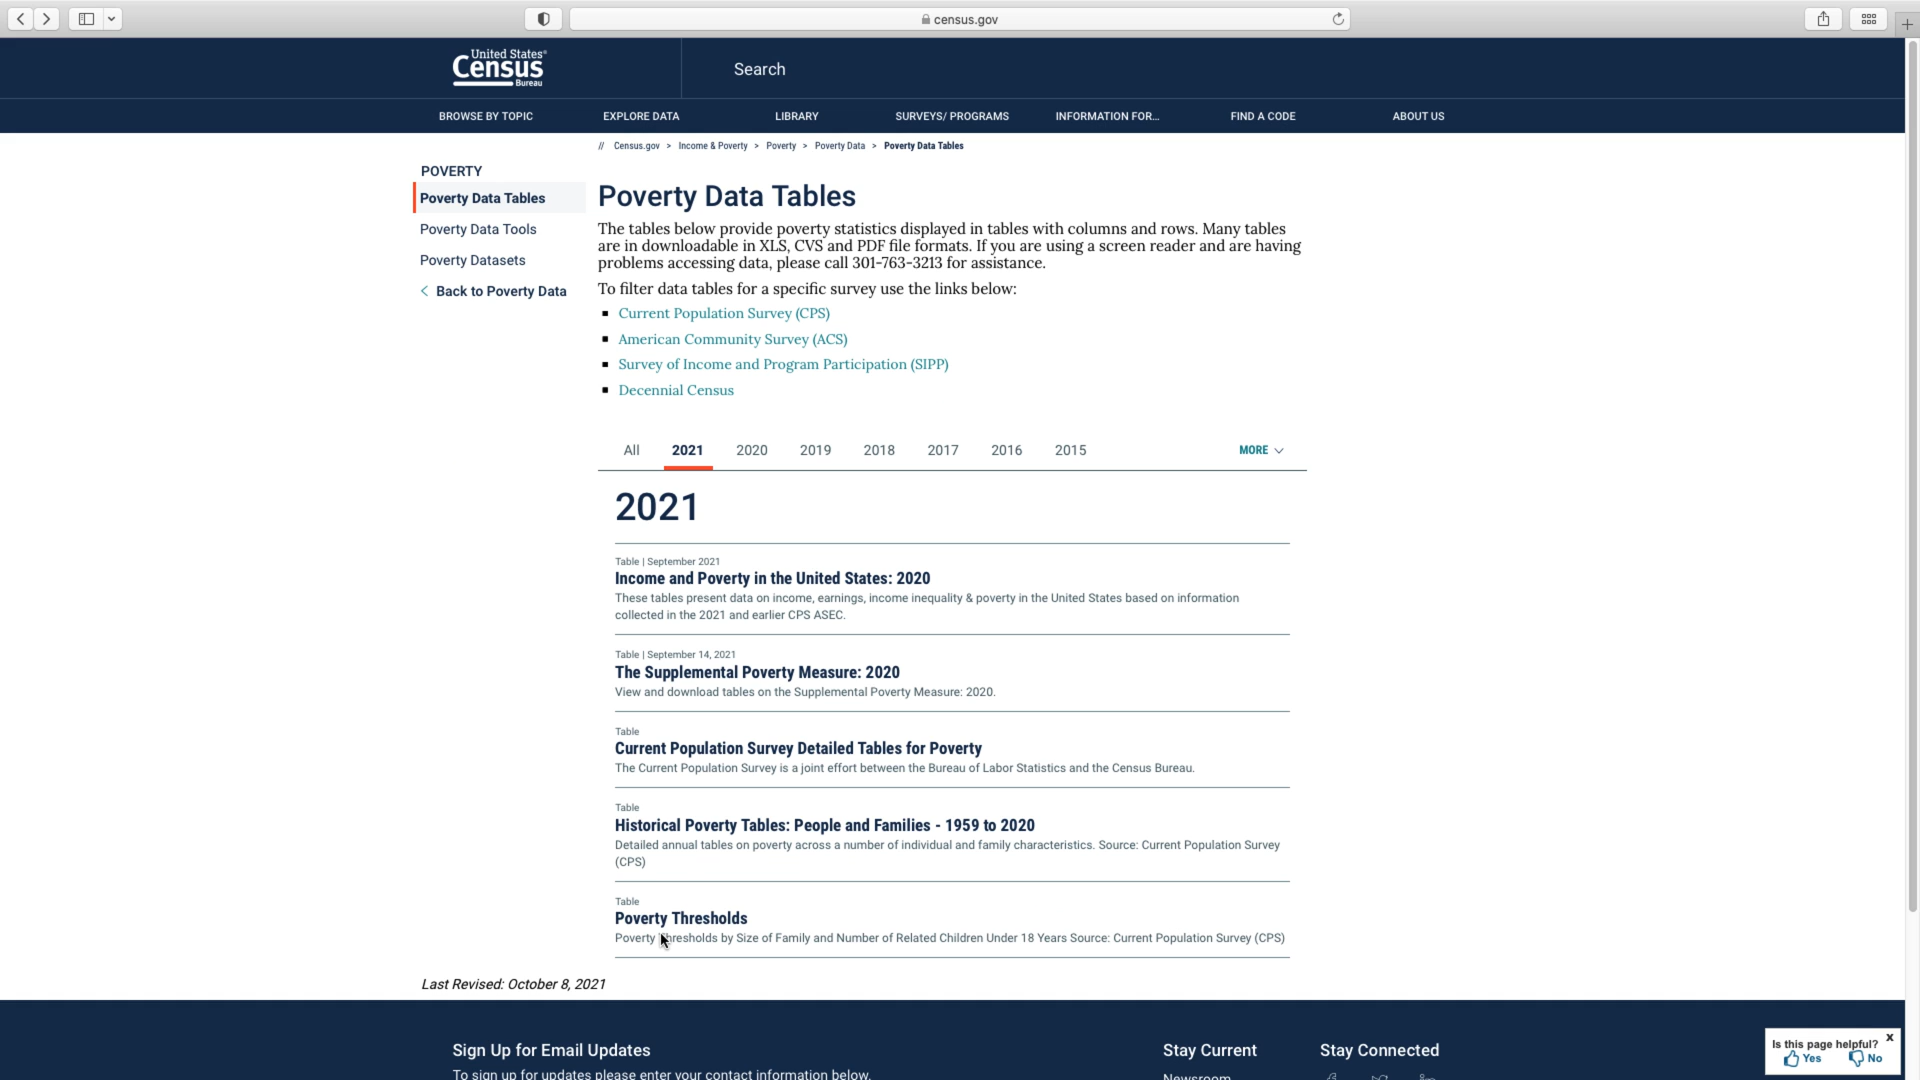 census.gov
United States®
Census
Bureau
Search
BROWSE BY TOPIC
EXPLORE DATA
LIBRARY
SURVEYS/ PROGRAMS
INFORMATION FOR...
FIND A CODE
ABOUT US
// Census.gov > Income & Poverty > Poverty > Poverty Data > Poverty Data Tables
POVERTY
Poverty Data Tables
Poverty Data Tools
Poverty Datasets
Back to Poverty Data
Poverty Data Tables
The tables below provide poverty statistics displayed in tables with columns and rows. Many tables
are in downloadable in XLS, CVS and PDF file formats. If you are using a screen reader and are having
problems accessing data, please call 301-763-3213 for assistance.
To filter data tables for a specific survey use the links below:
Current Population Survey (CPS)
American Community Survey (ACS)
Survey of Income and Program Participation (SIPP)
Decennial Census
All 2021 2020 2019 2018 2017 2016 2015 MORE
2021
Table | September 2021
Income and Poverty in the United States: 2020
These tables present data on income, earnings, income inequality & poverty in the United States based on information
collected in the 2021 and earlier CPS ASEC.
Table | September 14, 2021
The Supplemental Poverty Measure: 2020
View and download tables on the Supplemental Poverty Measure: 2020.
Table
Current Population Survey Detailed Tables for Poverty
The Current Population Survey is a joint effort between the Bureau of Labor Statistics and the Census Bureau.
Table
Historical Poverty Tables: People and Families - 1959 to 2020
Detailed annual tables on poverty across a number of individual and family characteristics. Source: Current Population Survey
(CPS)
Table
Poverty Thresholds
Poverty Thresholds by Size of Family and Number of Related Children Under 18 Years Source: Current Population Survey (CPS)
Last Revised: October 8, 2021
Sign Up for Email Updates
To sign up for updates please enter your contact information below.
Stay Current
Newsroom
Stay Connected
Is this page helpful? x
Yes No